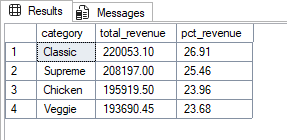 Results Messages
category total_revenue pct_revenue
1 Classic 220053.10 26.91
2 Supreme 208197.00 25.46
3 Chicken 195919.50 23.96
4 Veggie 193690.45 23.68